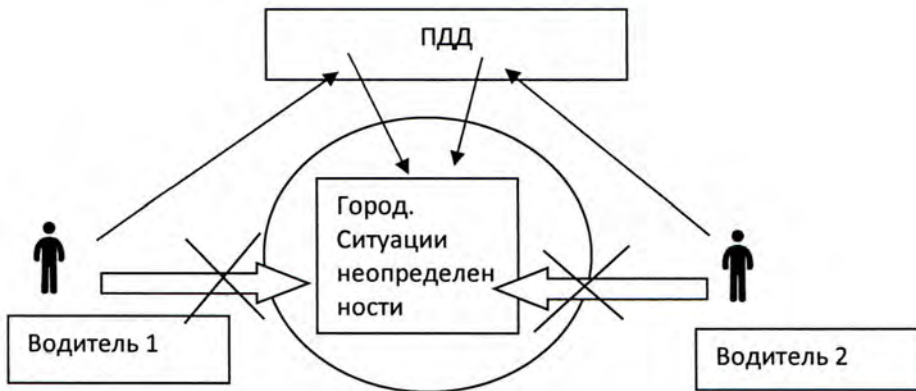 ПДД
Город.
Ситуации
неопределен
ности
Водитель 1
Водитель 2